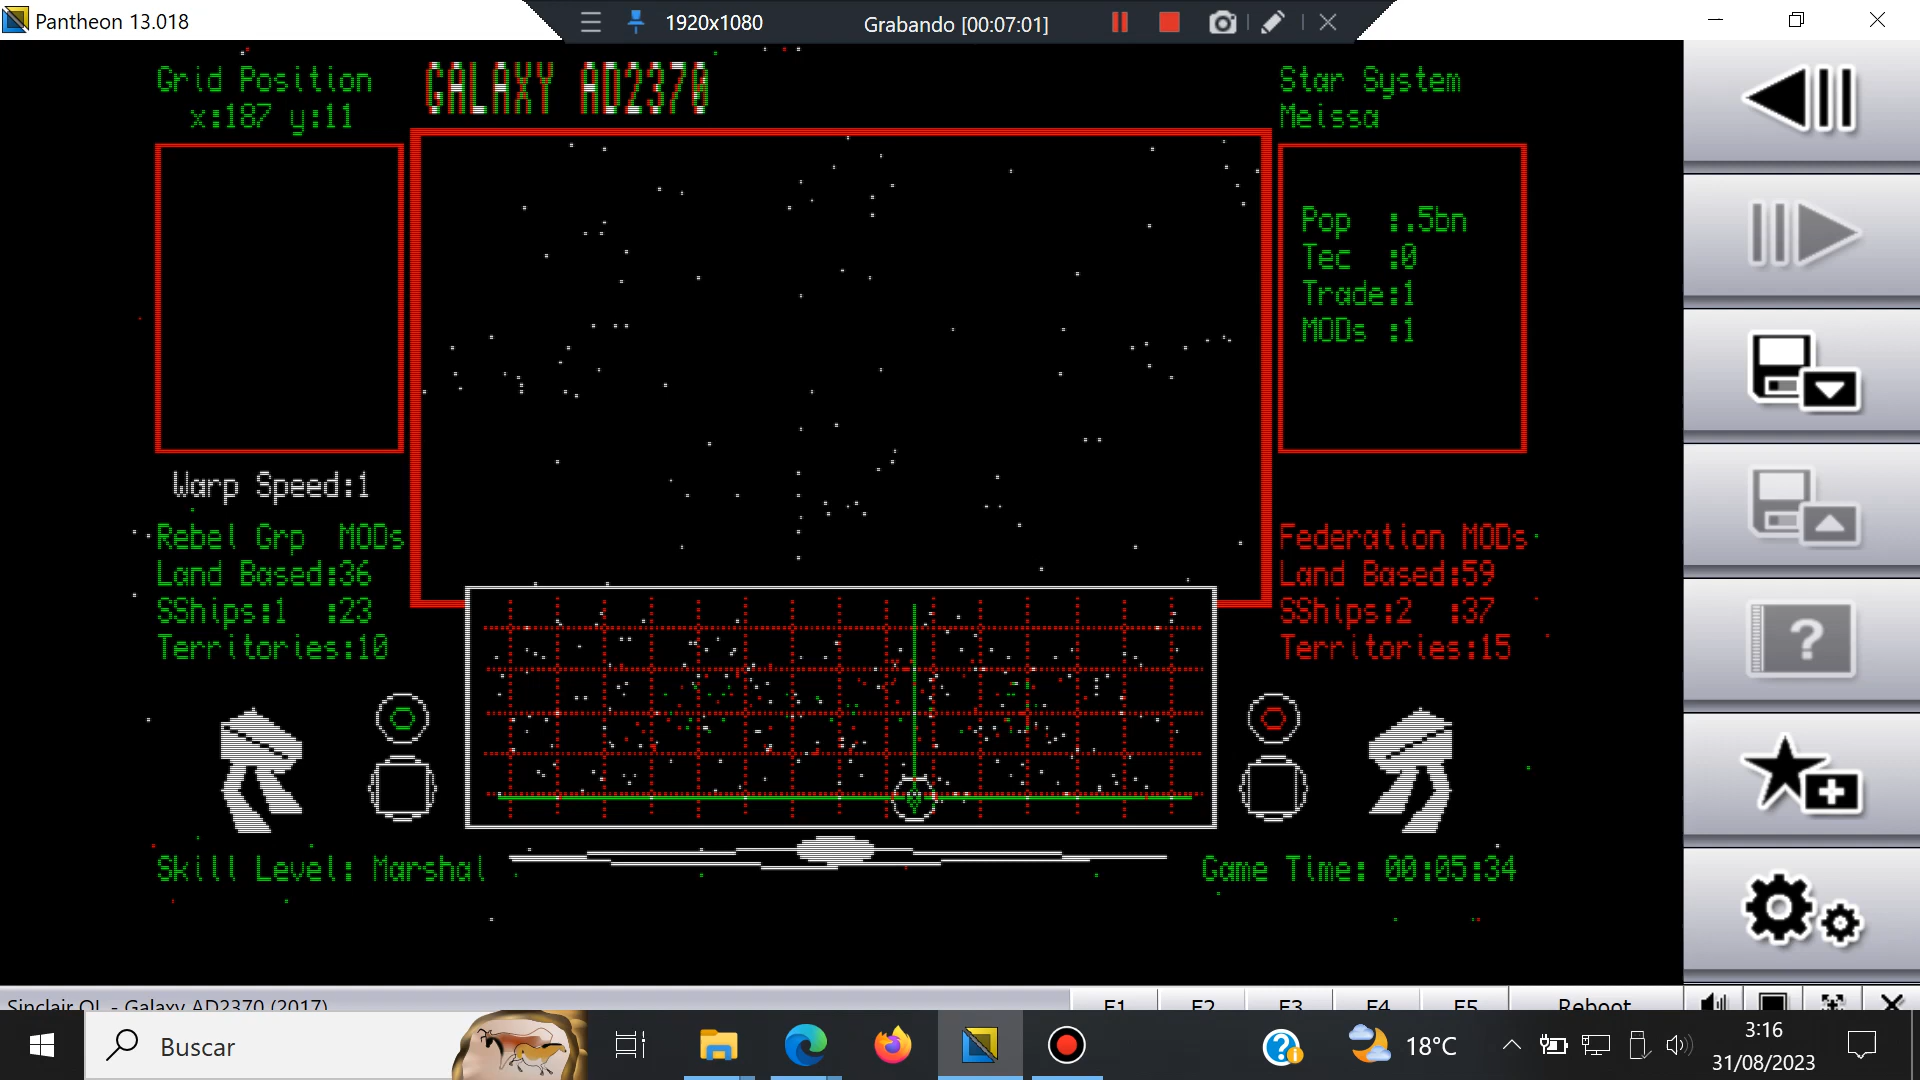 Pantheon 13.018
1920x1080
Grabando [00:07:01]
Grid Position
x:187 y:11
GALAXY AD2370
Star System
Meissa
Pop :.5bn
Tec :0
Trade:1
MODs :1
Warp Speed:1
Rebel Grp MODs
Land Based:36
SShips:1 :23
Territories:10
Federation MODs
Land Based:59
SShips:2 :37
Territories:15
Skill Level: Marshal
Game Time: 00:05:34
Sinclair QL - Galaxy AD2370 (2017)
F1 F2 F3 F4 F5 Reboot
Buscar
18°C
3:16
31/08/2023